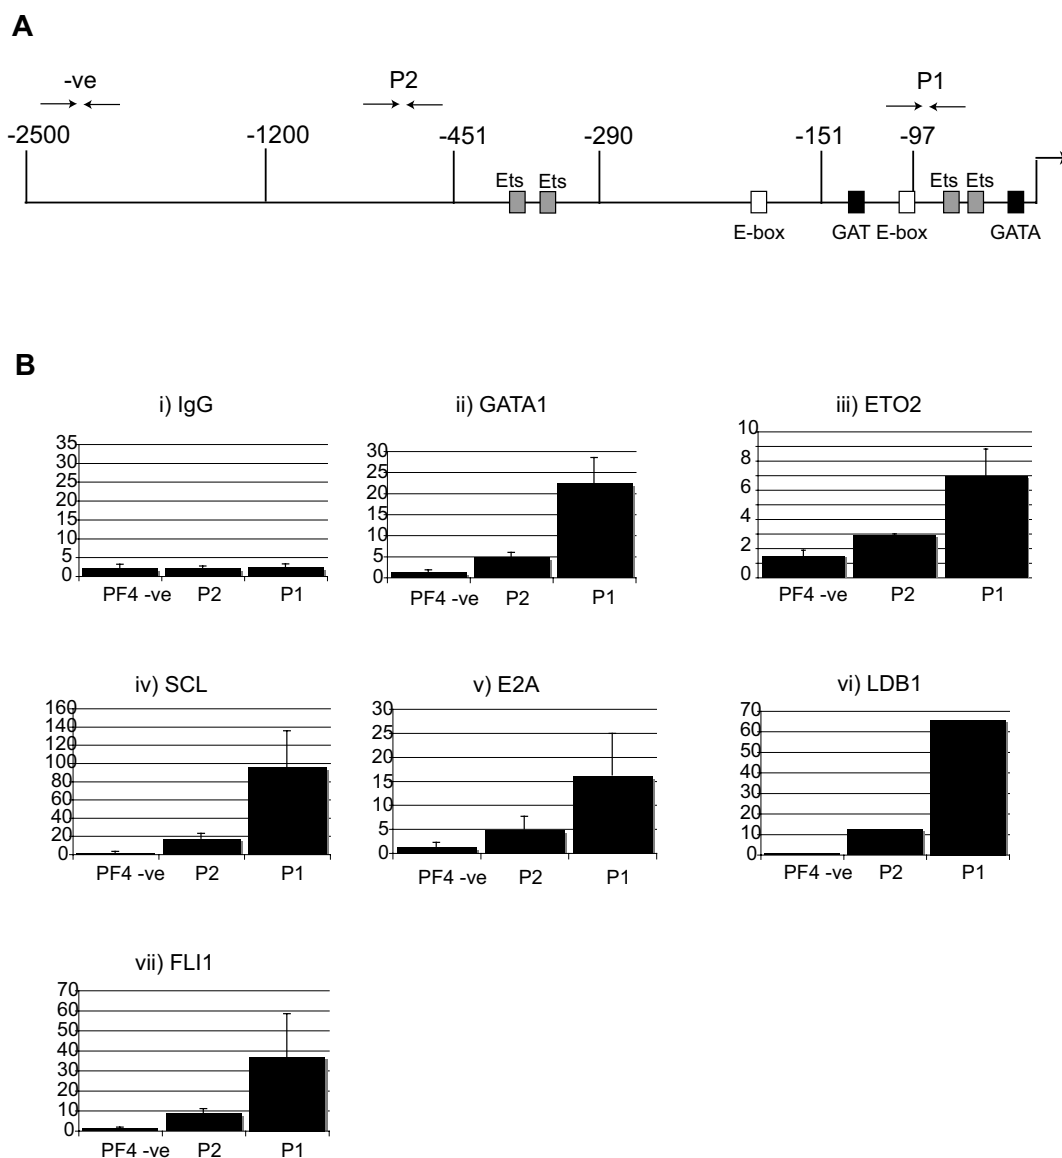 A
-ve
P2
P1
-2500
-1200
-451
-290
-151
-97
Ets
Ets
Ets
Ets
E-box
GAT
E-box
GATA
B
i) IgG
35
30
25
20
15
10
5
0
PF4 -ve
P2
P1
ii) GATA1
30
25
20
15
10
5
0
PF4 -ve
P2
P1
iii) ETO2
10
8
6
4
2
0
PF4 -ve
P2
P1
iv) SCL
160
140
120
100
80
60
40
20
0
PF4 -ve
P2
P1
v) E2A
30
25
20
15
10
5
0
PF4 -ve
P2
P1
vi) LDB1
70
60
50
40
30
20
10
0
PF4 -ve
P2
P1
vii) FLI1
70
60
50
40
30
20
10
0
PF4 -ve
P2
P1